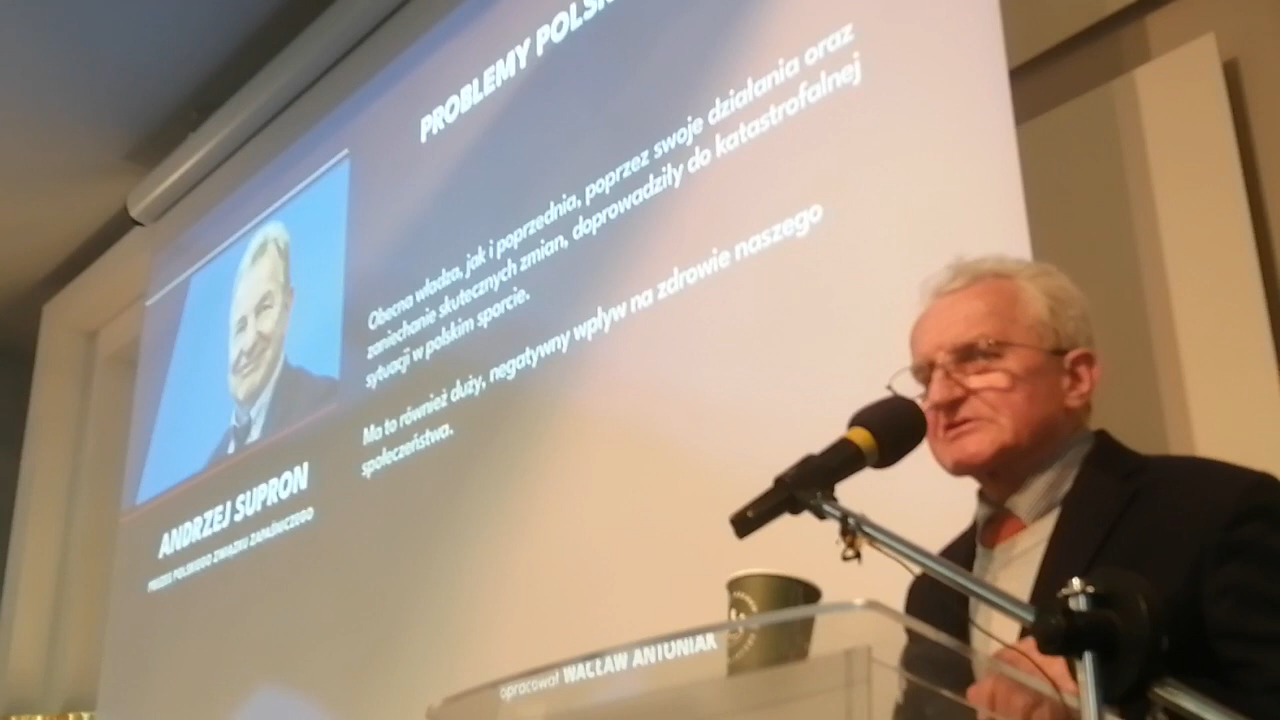 PROBLEMY POLSK
Obecna władza, jak i poprzednia, poprzez swoje działania oraz
zaniechanie skutecznych zmian, doprowadziły do katastrofalnej
sytuacji w polskim sporcie.
Ma to również duży, negatywny wpływ na zdrowie naszego
społeczeństwa.
ANDRZEJ SUPRON
PREZES POLSKIEGO ZWIĄZKU ZAPAŚNICZEGO
opracował WACŁAW ANTONIAK